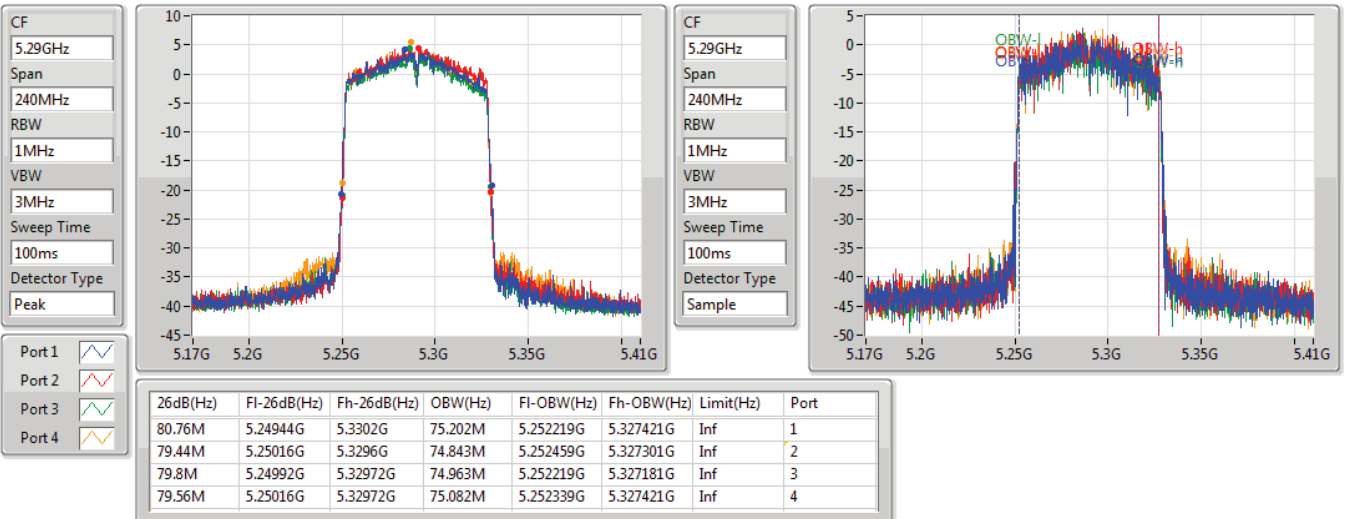 CF
5.29GHz
Span
240MHz
RBW
1MHz
VBW
3MHz
Sweep Time
100ms
Detector Type
Peak
10
5
0
-5
-10
-15
-20
-25
-30
-35
-40
-45
5.17G 5.2G 5.25G 5.3G 5.35G 5.41G
CF
5.29GHz
Span
240MHz
RBW
1MHz
VBW
3MHz
Sweep Time
100ms
Detector Type
Sample
5
0
-5
-10
-15
-20
-25
-30
-35
-40
-45
-50
OBW-l
OBW-h
OBW-h
5.17G 5.2G 5.25G 5.3G 5.35G 5.41G
Port 1
Port 2
Port 3
Port 4
26dB(Hz) Fl-26dB(Hz) Fh-26dB(Hz) OBW(Hz) Fl-OBW(Hz) Fh-OBW(Hz) Limit(Hz) Port
80.76M 5.24944G 5.3302G 75.202M 5.252219G 5.327421G Inf 1
79.44M 5.25016G 5.3296G 74.843M 5.252459G 5.327301G Inf 2
79.8M 5.24992G 5.32972G 74.963M 5.252219G 5.327181G Inf 3
79.56M 5.25016G 5.32972G 75.082M 5.252339G 5.327421G Inf 4